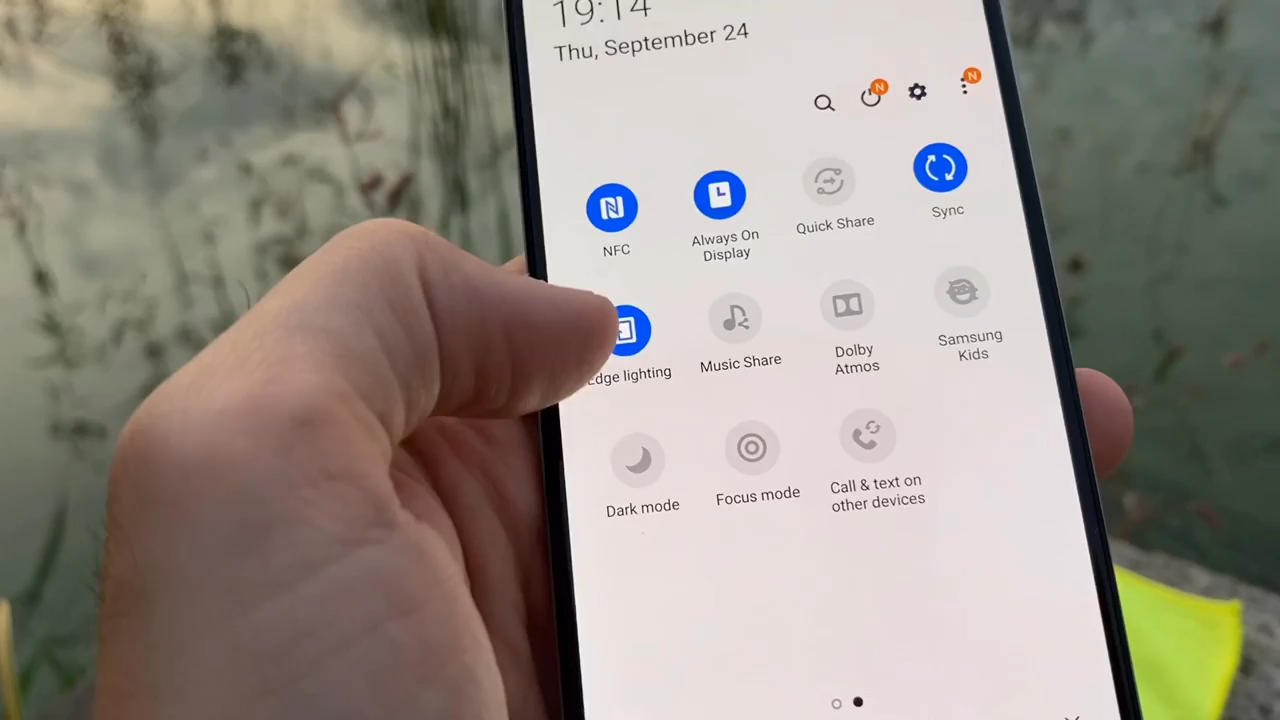 19:14
Thu, September 24
N
N
NFC
Always On
Display
Quick Share
Sync
Edge lighting
Music Share
Dolby
Atmos
Samsung
Kids
Dark mode
Focus mode
Call & text on
other devices